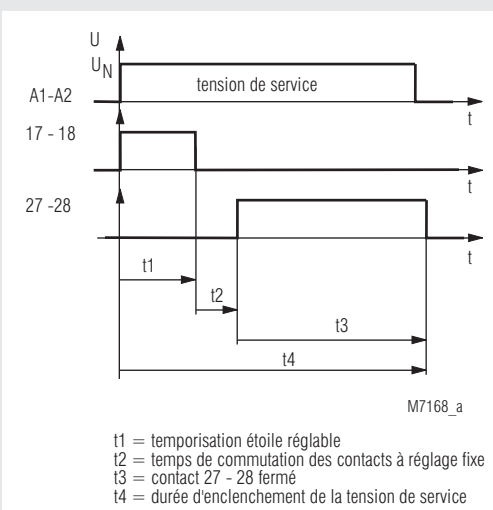 U
UN
tension de service
A1-A2
t
17 - 18
t
27 -28
t
t1
t2
t3
t4
M7168_a
t1 = temporisation étoile réglable
t2 = temps de commutation des contacts à réglage fixe
t3 = contact 27 - 28 fermé
t4 = durée d'enclenchement de la tension de service